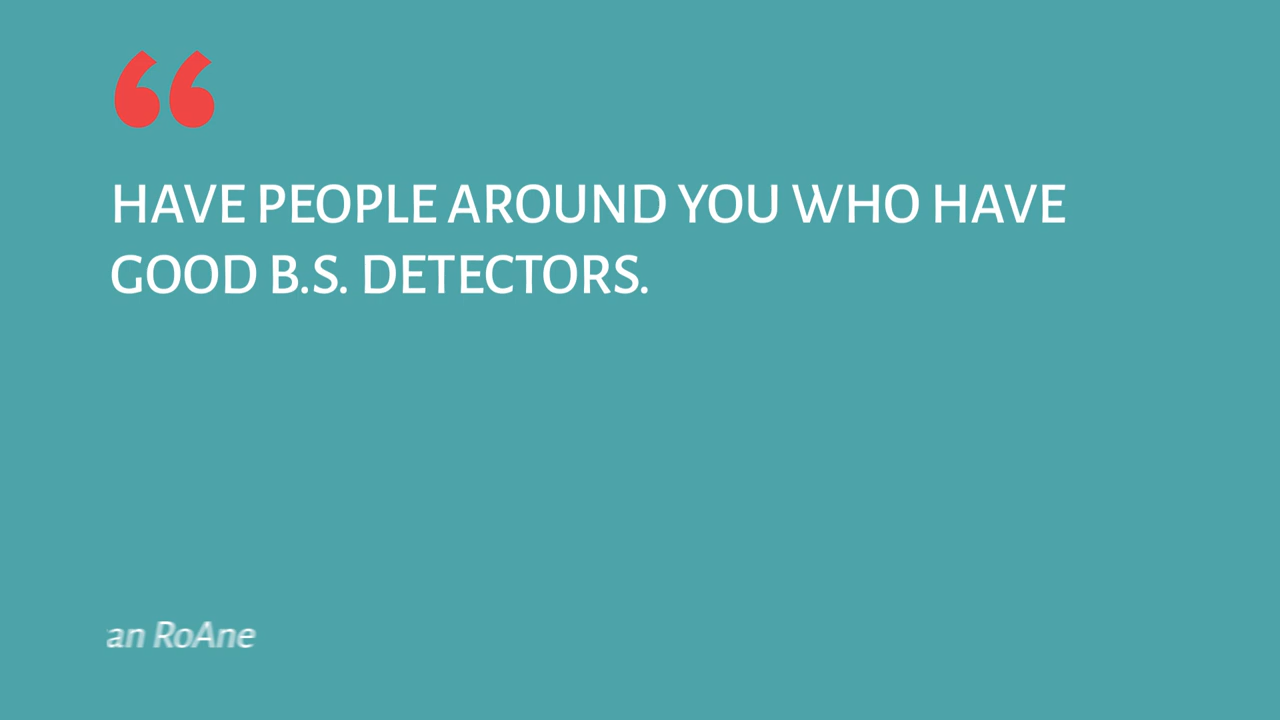 “
HAVE PEOPLE AROUND YOU WHO HAVE
GOOD B.S. DETECTORS.
an RoAne